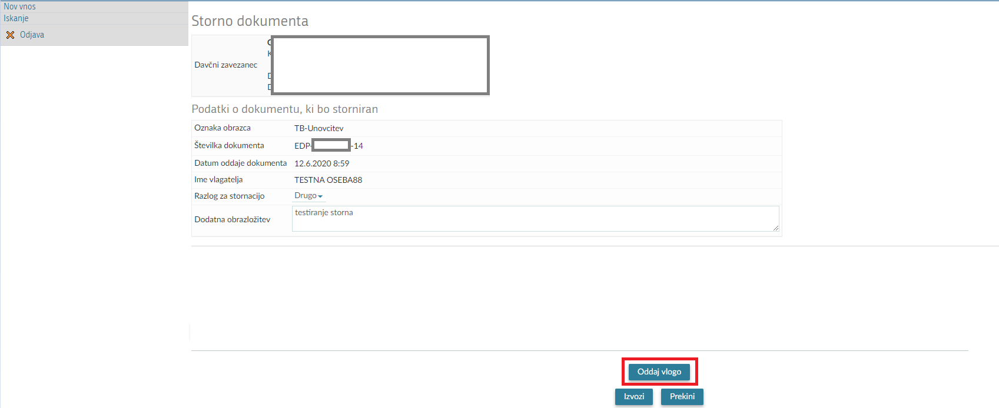 Nov vnos
Iskanje
Odjava
Storno dokumenta
Davčni zavezanec
Podatki o dokumentu, ki bo storniran
Oznaka obrazca TB-Unovcitev
Številka dokumenta EDP- -14
Datum oddaje dokumenta 12.6.2020 8:59
Ime vlagatelja TESTNA OSEBA88
Razlog za stornacijo Drugo
Dodatna obrazložitev testiranje storna
Oddaj vlogo
Izvozi Prekini